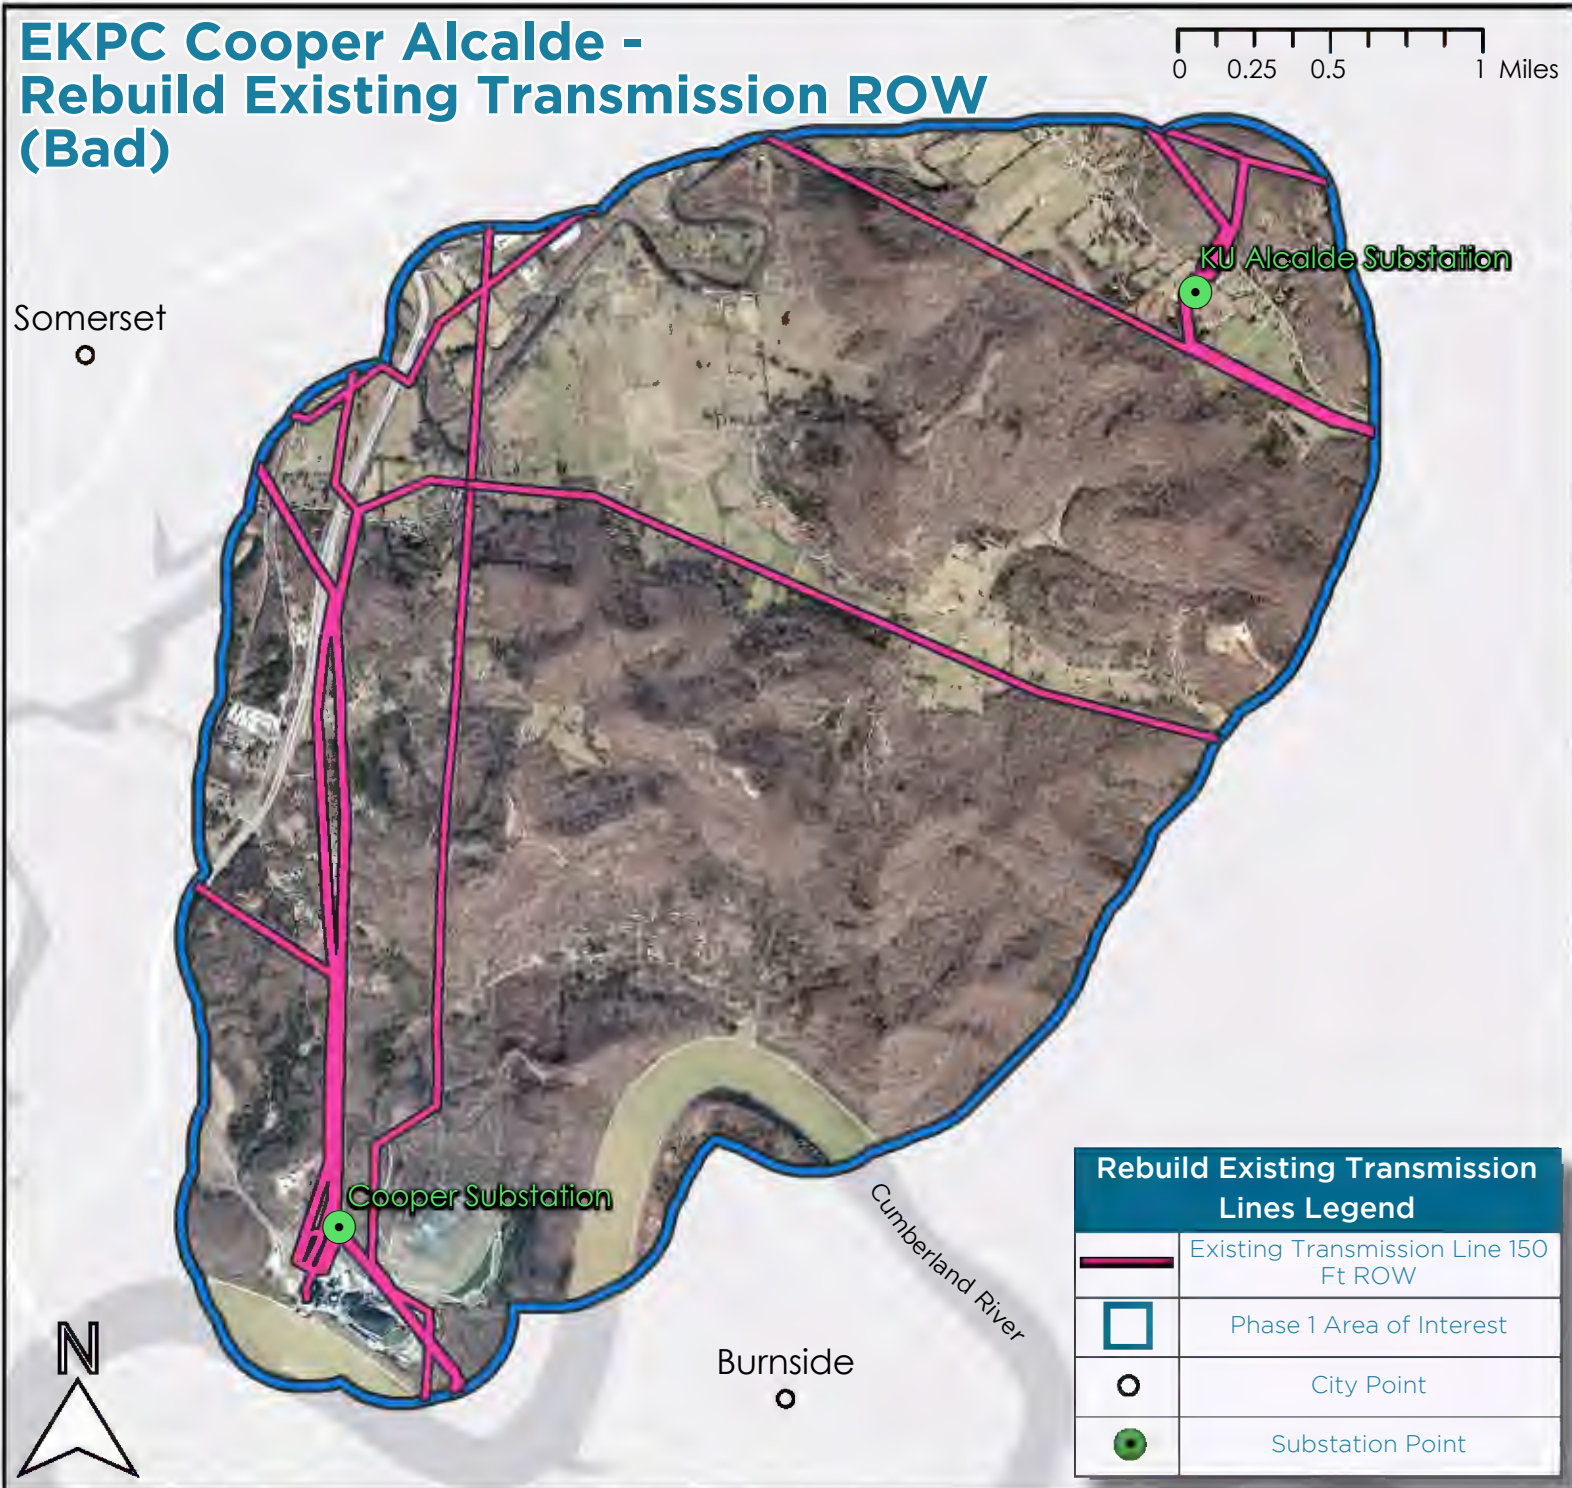 EKPC Cooper Alcalde -
Rebuild Existing Transmission ROW
(Bad)
0 0.25 0.5 1 Miles
KU Alcalde Substation
Somerset
Cooper Substation
Cumberland River
Burnside
N
Rebuild Existing Transmission
Lines Legend
Existing Transmission Line 150
Ft ROW
Phase 1 Area of Interest
City Point
Substation Point